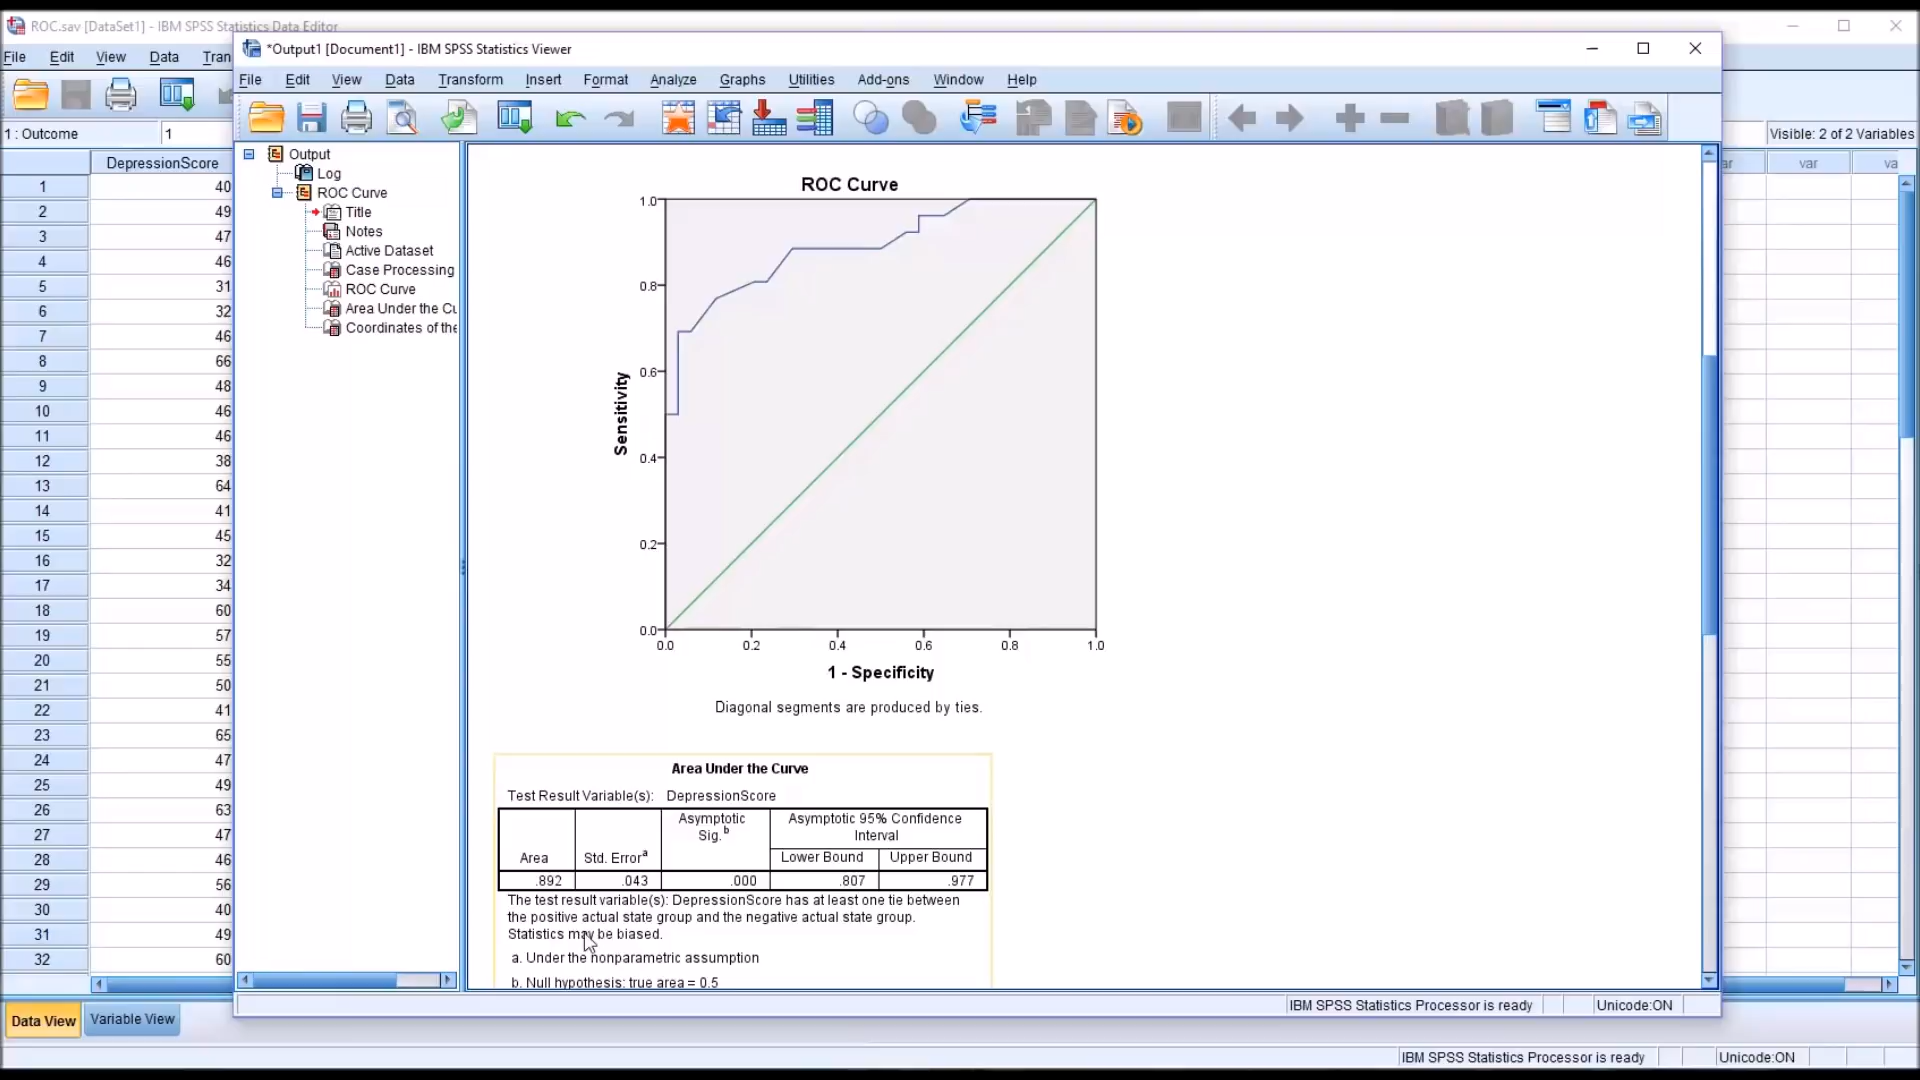 ROC.sav [DataSet1] - IBM SPSS Statistics Data Editor
File Edit View Data Tran
1 : Outcome 1
Visible: 2 of 2 Variables
DepressionScore
var
1 40
2 49
3 47
4 46
5 31
6 32
7 46
8 66
9 48
10 46
11 46
12 38
13 64
14 41
15 45
16 32
17 34
18 60
19 57
20 55
21 50
22 41
23 65
24 47
25 49
26 63
27 47
28 46
29 56
30 40
31 49
32 60
Data View Variable View
IBM SPSS Statistics Processor is ready Unicode:ON
*Output1 [Document1] - IBM SPSS Statistics Viewer
File Edit View Data Transform Insert Format Analyze Graphs Utilities Add-ons Window Help
Output
Log
ROC Curve
Title
Notes
Active Dataset
Case Processing
ROC Curve
Area Under the Cu
Coordinates of the
ROC Curve
1.0
0.8
0.6
0.4
0.2
0.0
Sensitivity
0.0 0.2 0.4 0.6 0.8 1.0
1 - Specificity
Diagonal segments are produced by ties.
Area Under the Curve
Test Result Variable(s): DepressionScore
Area Std. Error a Asymptotic Sig. b Asymptotic 95% Confidence Interval
Lower Bound Upper Bound
.892 .043 .000 .807 .977
The test result variable(s): DepressionScore has at least one tie between
the positive actual state group and the negative actual state group.
Statistics may be biased.
a. Under the nonparametric assumption
b. Null hypothesis: true area = 0.5
IBM SPSS Statistics Processor is ready Unicode:ON